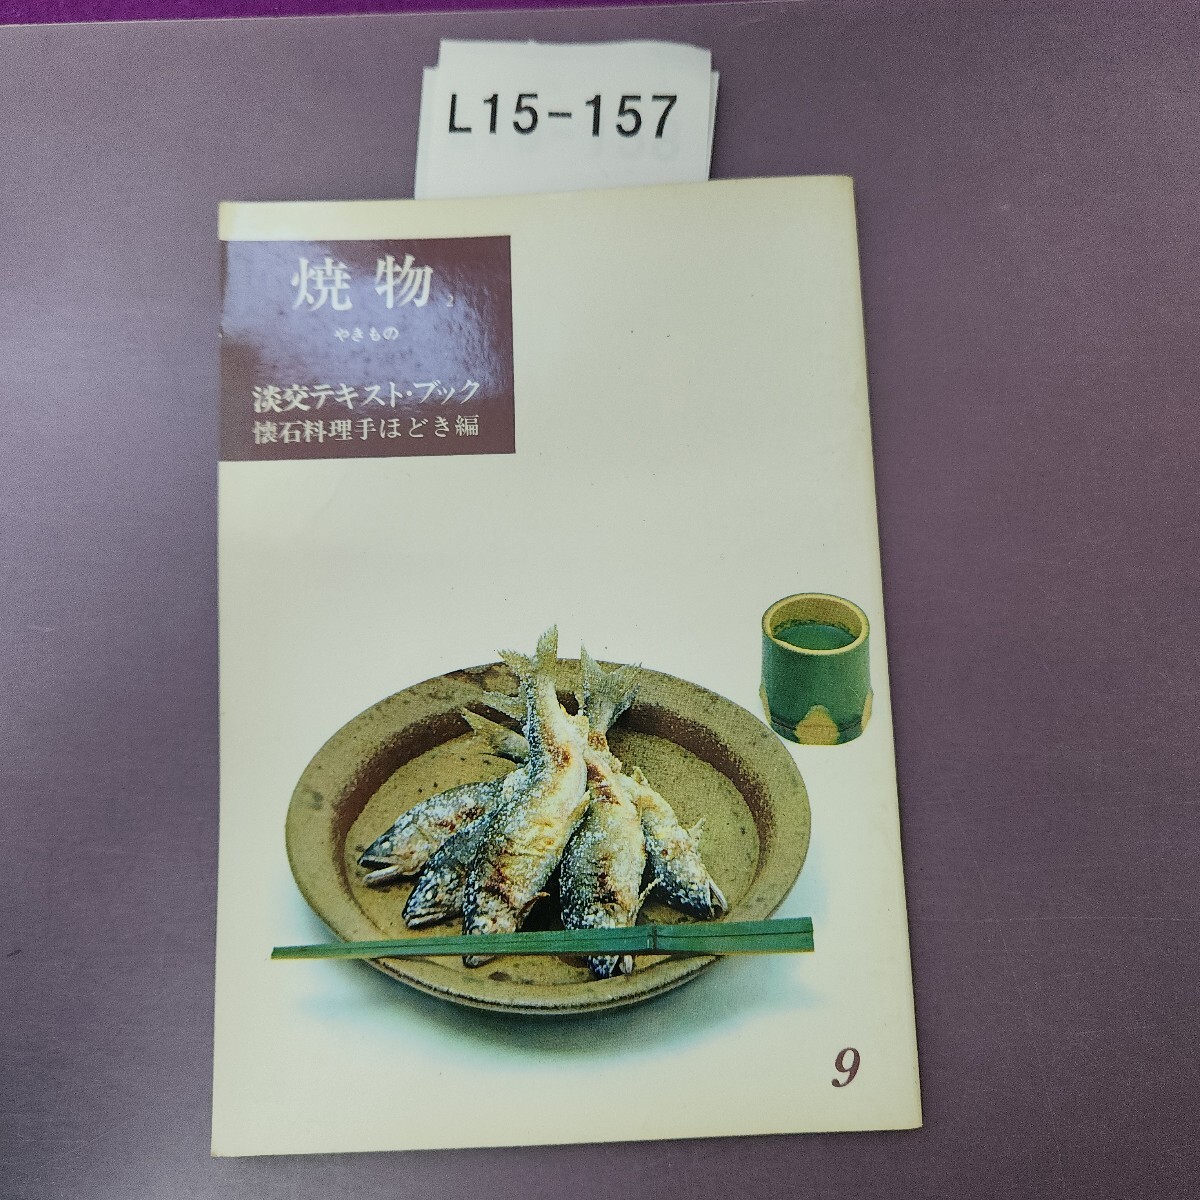 L15-157
焼物 2
やきもの
淡交テキスト・ブック
懐石料理手ほどき編
9